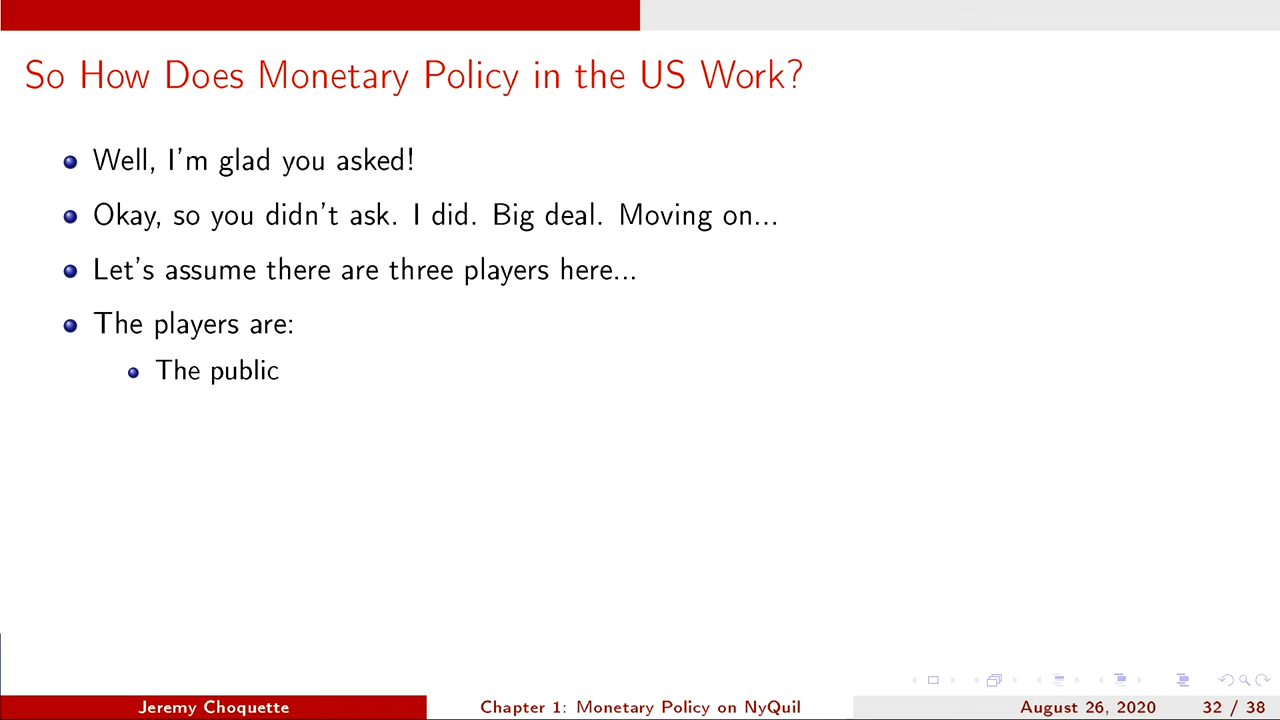 So How Does Monetary Policy in the US Work?
Well, I'm glad you asked!
Okay, so you didn't ask. I did. Big deal. Moving on...
Let's assume there are three players here...
The players are:
The public
Jeremy Choquette
Chapter 1: Monetary Policy on NyQuil
August 26, 2020
32 / 38